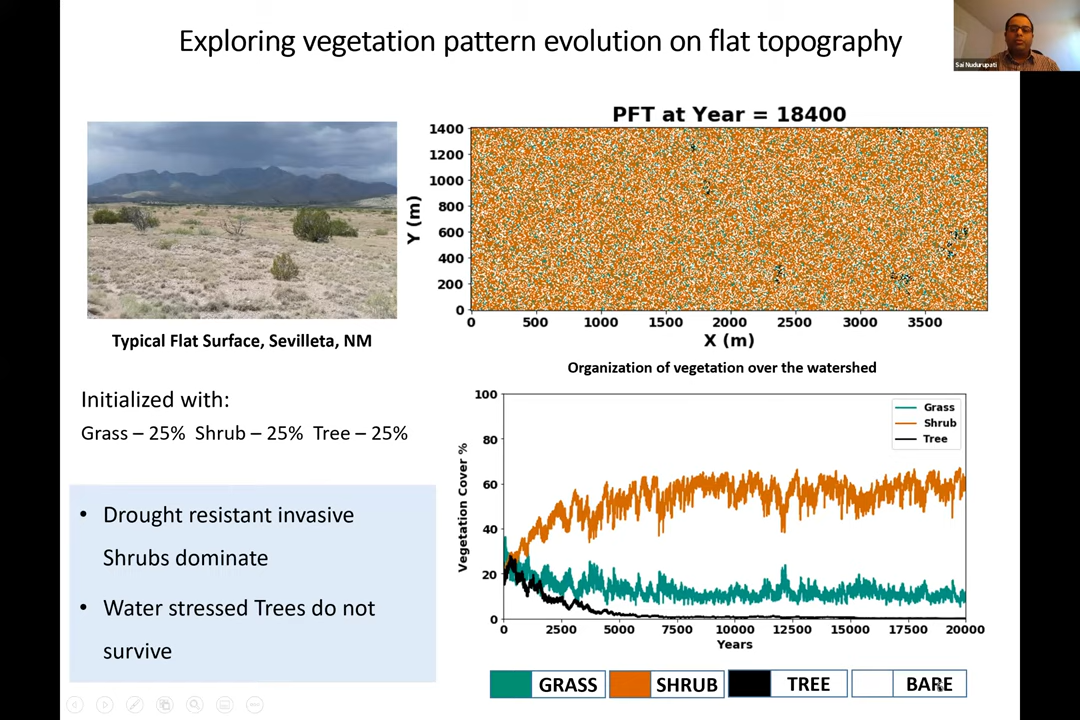 Exploring vegetation pattern evolution on flat topography
Sai Nudurupati
PFT at Year = 18400
1400
1200
1000
800
600
400
200
0
Y (m)
0 500 1000 1500 2000 2500 3000 3500
X (m)
Typical Flat Surface, Sevilleta, NM
Organization of vegetation over the watershed
Initialized with:
Grass – 25% Shrub – 25% Tree – 25%
• Drought resistant invasive
Shrubs dominate
• Water stressed Trees do not
survive
100
80
60
40
20
0
Vegetation Cover %
Grass
Shrub
Tree
0 2500 5000 7500 10000 12500 15000 17500 20000
Years
GRASS SHRUB TREE BARE